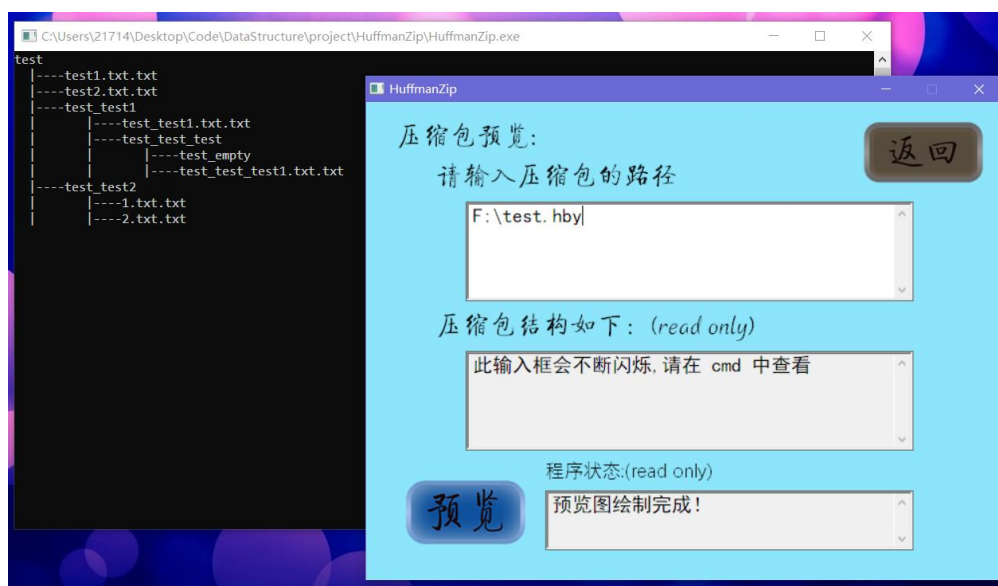 C:\Users\21714\Desktop\Code\DataStructure\project\HuffmanZip\HuffmanZip.exe
test
|----test1.txt.txt
|----test2.txt.txt
|----test_test1
|       |----test_test1.txt.txt
|       |----test_test_test
|       |       |----test_empty
|       |       |----test_test_test1.txt.txt
|----test_test2
|       |----1.txt.txt
|       |----2.txt.txt
HuffmanZip
压缩包预览:
返回
请输入压缩包的路径
F:\test.hby
压缩包结构如下: (read only)
此输入框会不断闪烁,请在 cmd 中查看
程序状态:(read only)
预览
预览图绘制完成!